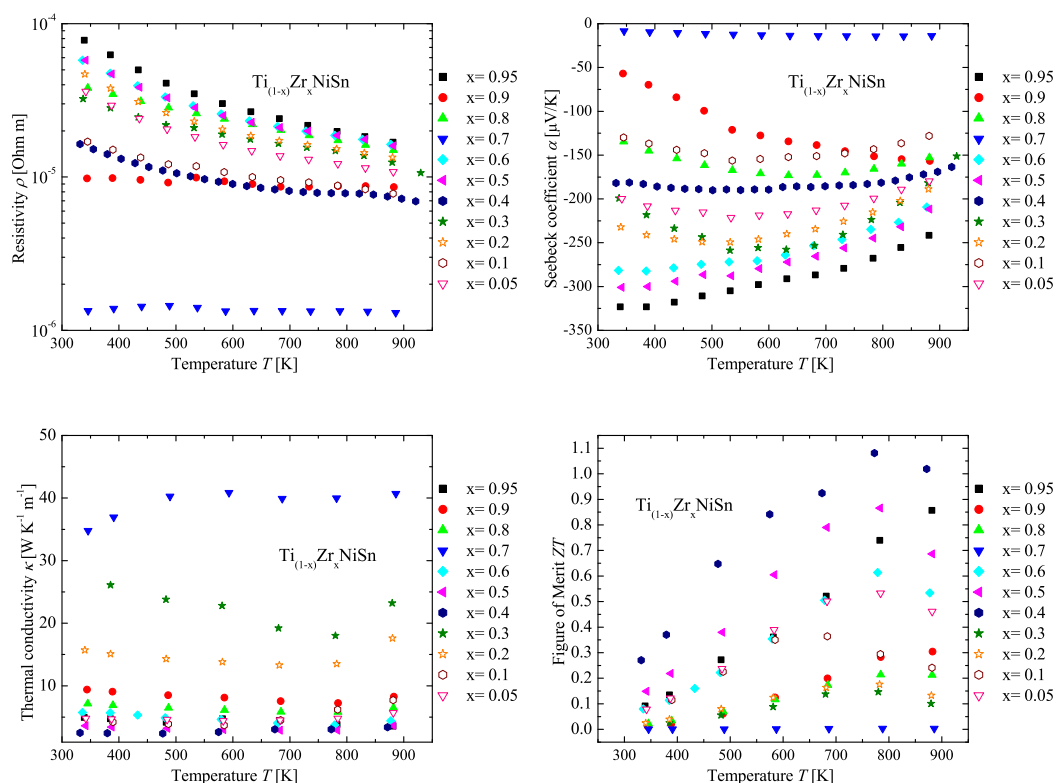 10⁻⁴
10⁻⁵
10⁻⁶
Resistivity ρ [Ohm m]
Ti(1-x)ZrxNiSn
300 400 500 600 700 800 900
Temperature T [K]
x= 0.95
x= 0.9
x= 0.8
x= 0.7
x= 0.6
x= 0.5
x= 0.4
x= 0.3
x= 0.2
x= 0.1
x= 0.05
0
-50
-100
-150
-200
-250
-300
-350
Seebeck coefficient α [µV/K]
Ti(1-x)ZrxNiSn
300 400 500 600 700 800 900
Temperature T [K]
x= 0.95
x= 0.9
x= 0.8
x= 0.7
x= 0.6
x= 0.5
x= 0.4
x= 0.3
x= 0.2
x= 0.1
x= 0.05
50
40
30
20
10
Thermal conductivity κ [W K⁻¹ m⁻¹]
Ti(1-x)ZrxNiSn
300 400 500 600 700 800 900
Temperature T [K]
x= 0.95
x= 0.9
x= 0.8
x= 0.7
x= 0.6
x= 0.5
x= 0.4
x= 0.3
x= 0.2
x= 0.1
x= 0.05
1.1
1.0
0.9
0.8
0.7
0.6
0.5
0.4
0.3
0.2
0.1
0.0
Figure of Merit ZT
Ti(1-x)ZrxNiSn
300 400 500 600 700 800 900
Temperature T [K]
x= 0.95
x= 0.9
x= 0.8
x= 0.7
x= 0.6
x= 0.5
x= 0.4
x= 0.3
x= 0.2
x= 0.1
x= 0.05